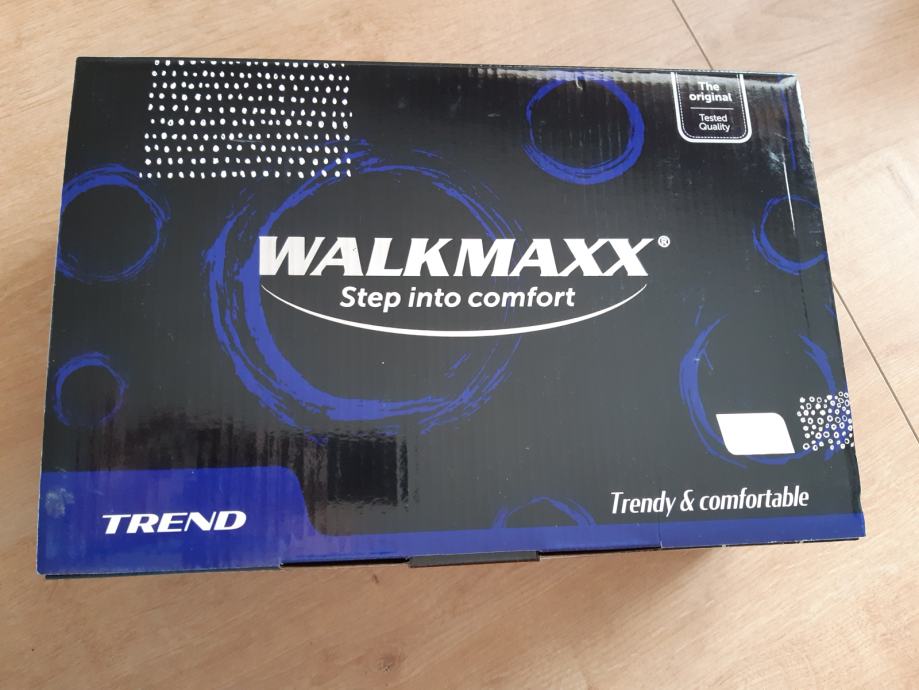 The
original
Tested
Quality
WALKMAXX®
Step into comfort
Trendy & comfortable
TREND